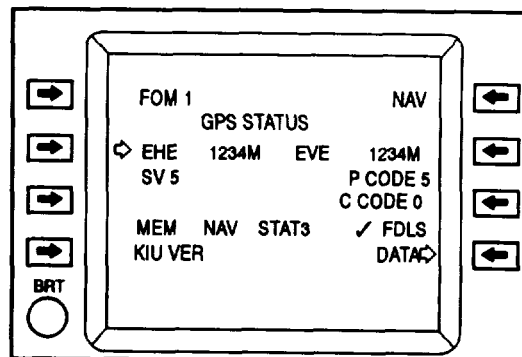 FOM 1 NAV
GPS STATUS
EHE 1234M EVE 1234M
SV 5 P CODE 5
C CODE 0
MEM NAV STAT3 ✓ FDLS
KIU VER DATA
BRT